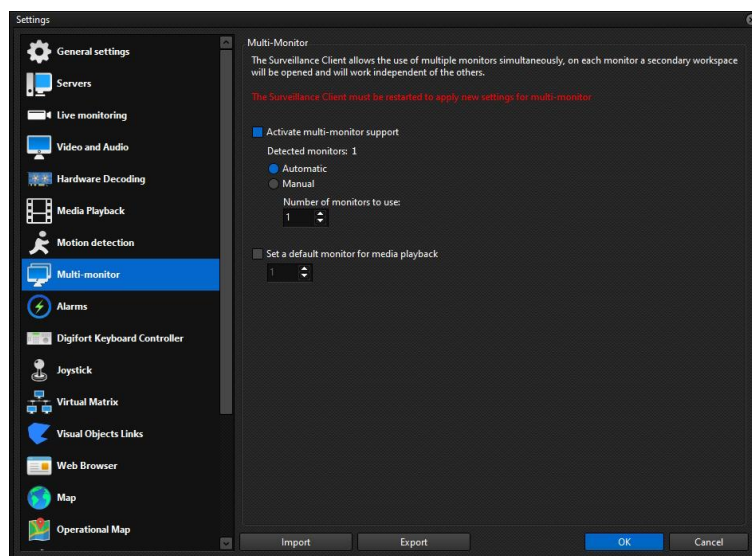 Settings
General settings
Servers
Live monitoring
Video and Audio
Hardware Decoding
Media Playback
Motion detection
Multi-monitor
Alarms
Digifort Keyboard Controller
Joystick
Virtual Matrix
Visual Objects Links
Web Browser
Map
Operational Map
Multi-Monitor
The Surveillance Client allows the use of multiple monitors simultaneously, on each monitor a secondary workspace
will be opened and will work independent of the others.
The Surveillance Client must be restarted to apply new settings for multi-monitor
Activate multi-monitor support
Detected monitors: 1
Automatic
Manual
Number of monitors to use:
1
Set a default monitor for media playback
1
Import
Export
OK
Cancel